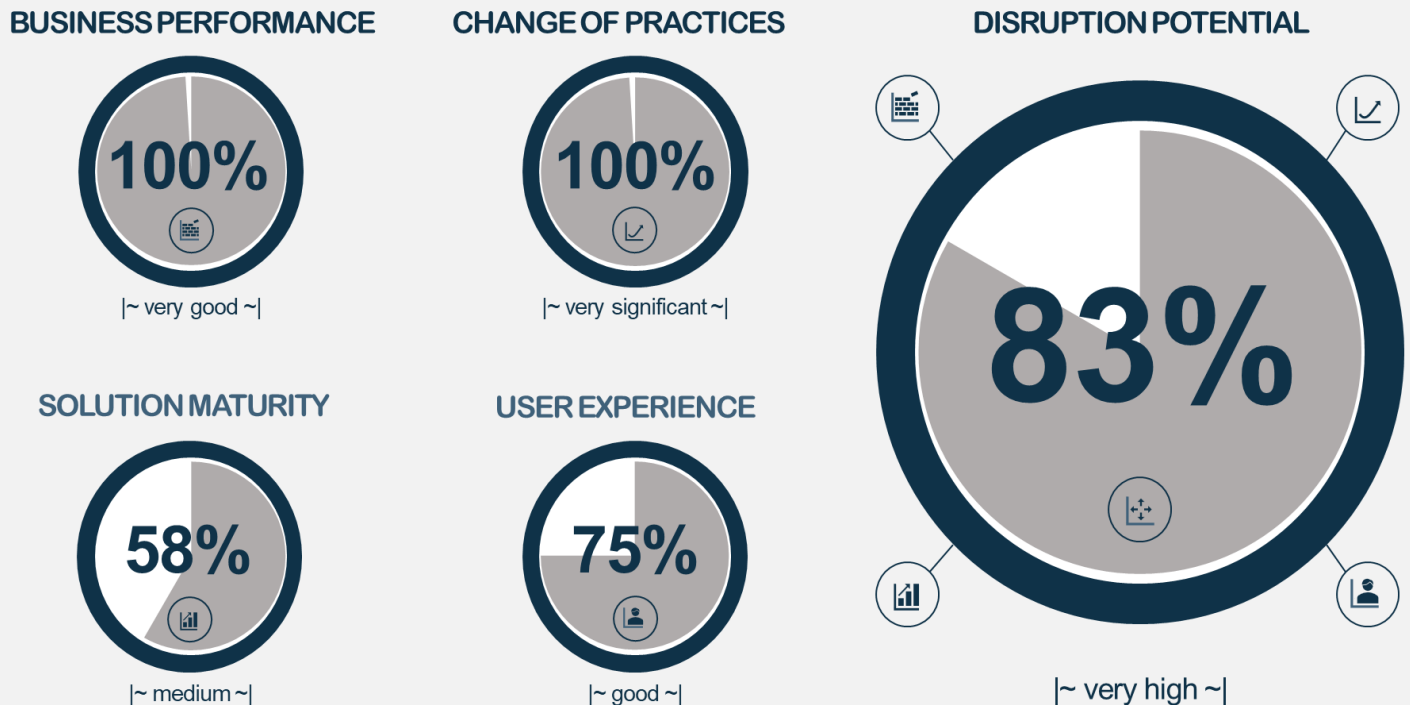 BUSINESS PERFORMANCE
CHANGE OF PRACTICES
DISRUPTION POTENTIAL
100%
100%
|~ very good ~|
|~ very significant ~|
83%
SOLUTION MATURITY
USER EXPERIENCE
58%
75%
|~ medium ~|
|~ good ~|
|~ very high ~|